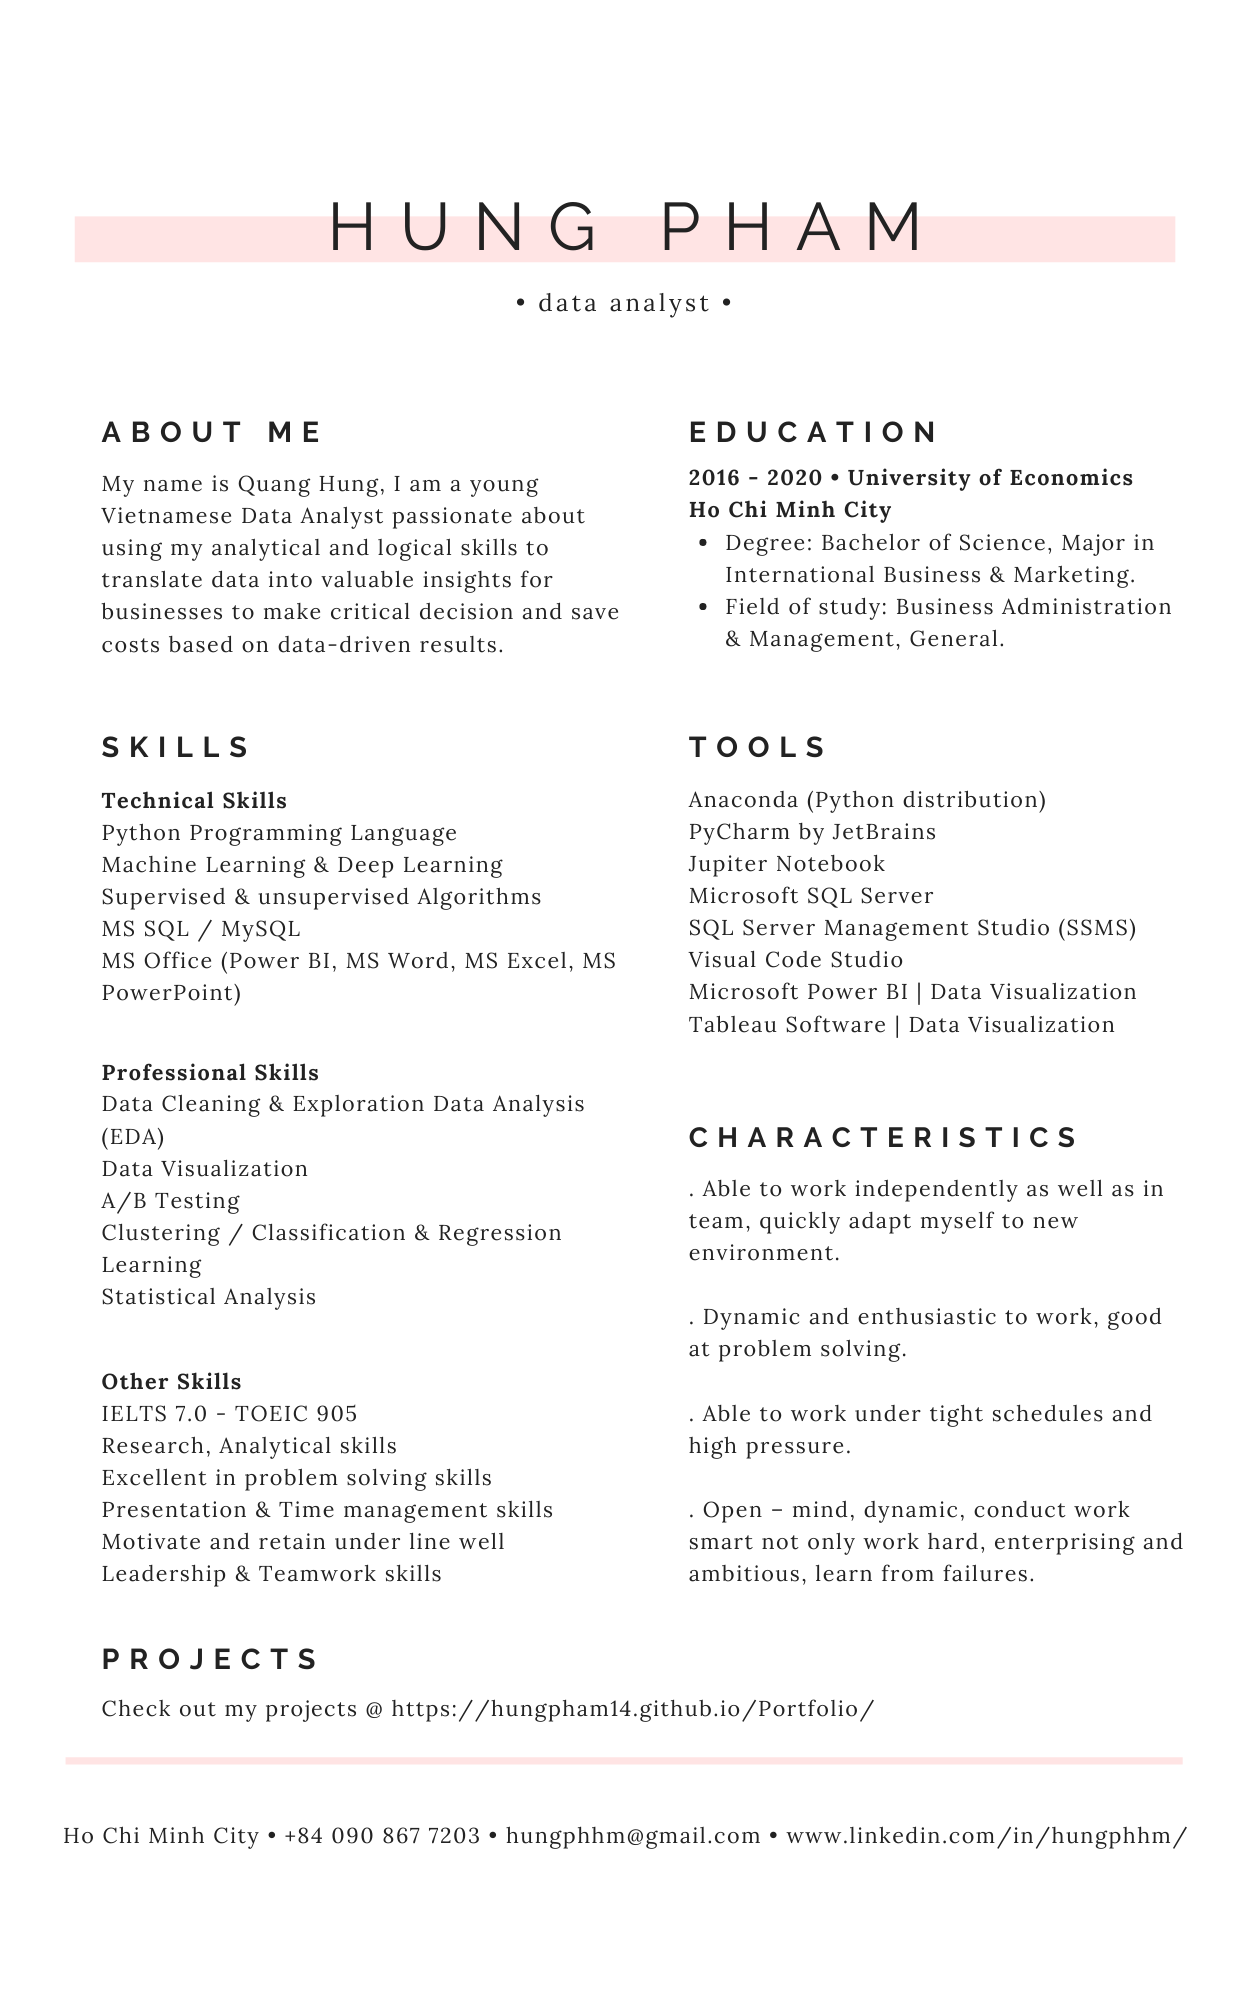 HUNG PHAM
• data analyst •
ABOUT ME
My name is Quang Hung, I am a young
Vietnamese Data Analyst passionate about
using my analytical and logical skills to
translate data into valuable insights for
businesses to make critical decision and save
costs based on data-driven results.
EDUCATION
2016 - 2020 • University of Economics
Ho Chi Minh City
• Degree: Bachelor of Science, Major in
International Business & Marketing.
• Field of study: Business Administration
& Management, General.
SKILLS
Technical Skills
Python Programming Language
Machine Learning & Deep Learning
Supervised & unsupervised Algorithms
MS SQL / MySQL
MS Office (Power BI, MS Word, MS Excel, MS
PowerPoint)
Professional Skills
Data Cleaning & Exploration Data Analysis
(EDA)
Data Visualization
A/B Testing
Clustering / Classification & Regression
Learning
Statistical Analysis
Other Skills
IELTS 7.0 - TOEIC 905
Research, Analytical skills
Excellent in problem solving skills
Presentation & Time management skills
Motivate and retain under line well
Leadership & Teamwork skills
TOOLS
Anaconda (Python distribution)
PyCharm by JetBrains
Jupiter Notebook
Microsoft SQL Server
SQL Server Management Studio (SSMS)
Visual Code Studio
Microsoft Power BI | Data Visualization
Tableau Software | Data Visualization
CHARACTERISTICS
. Able to work independently as well as in
team, quickly adapt myself to new
environment.
. Dynamic and enthusiastic to work, good
at problem solving.
. Able to work under tight schedules and
high pressure.
. Open – mind, dynamic, conduct work
smart not only work hard, enterprising and
ambitious, learn from failures.
PROJECTS
Check out my projects @ https://hungpham14.github.io/Portfolio/
Ho Chi Minh City • +84 090 867 7203 • hungphhm@gmail.com • www.linkedin.com/in/hungphhm/